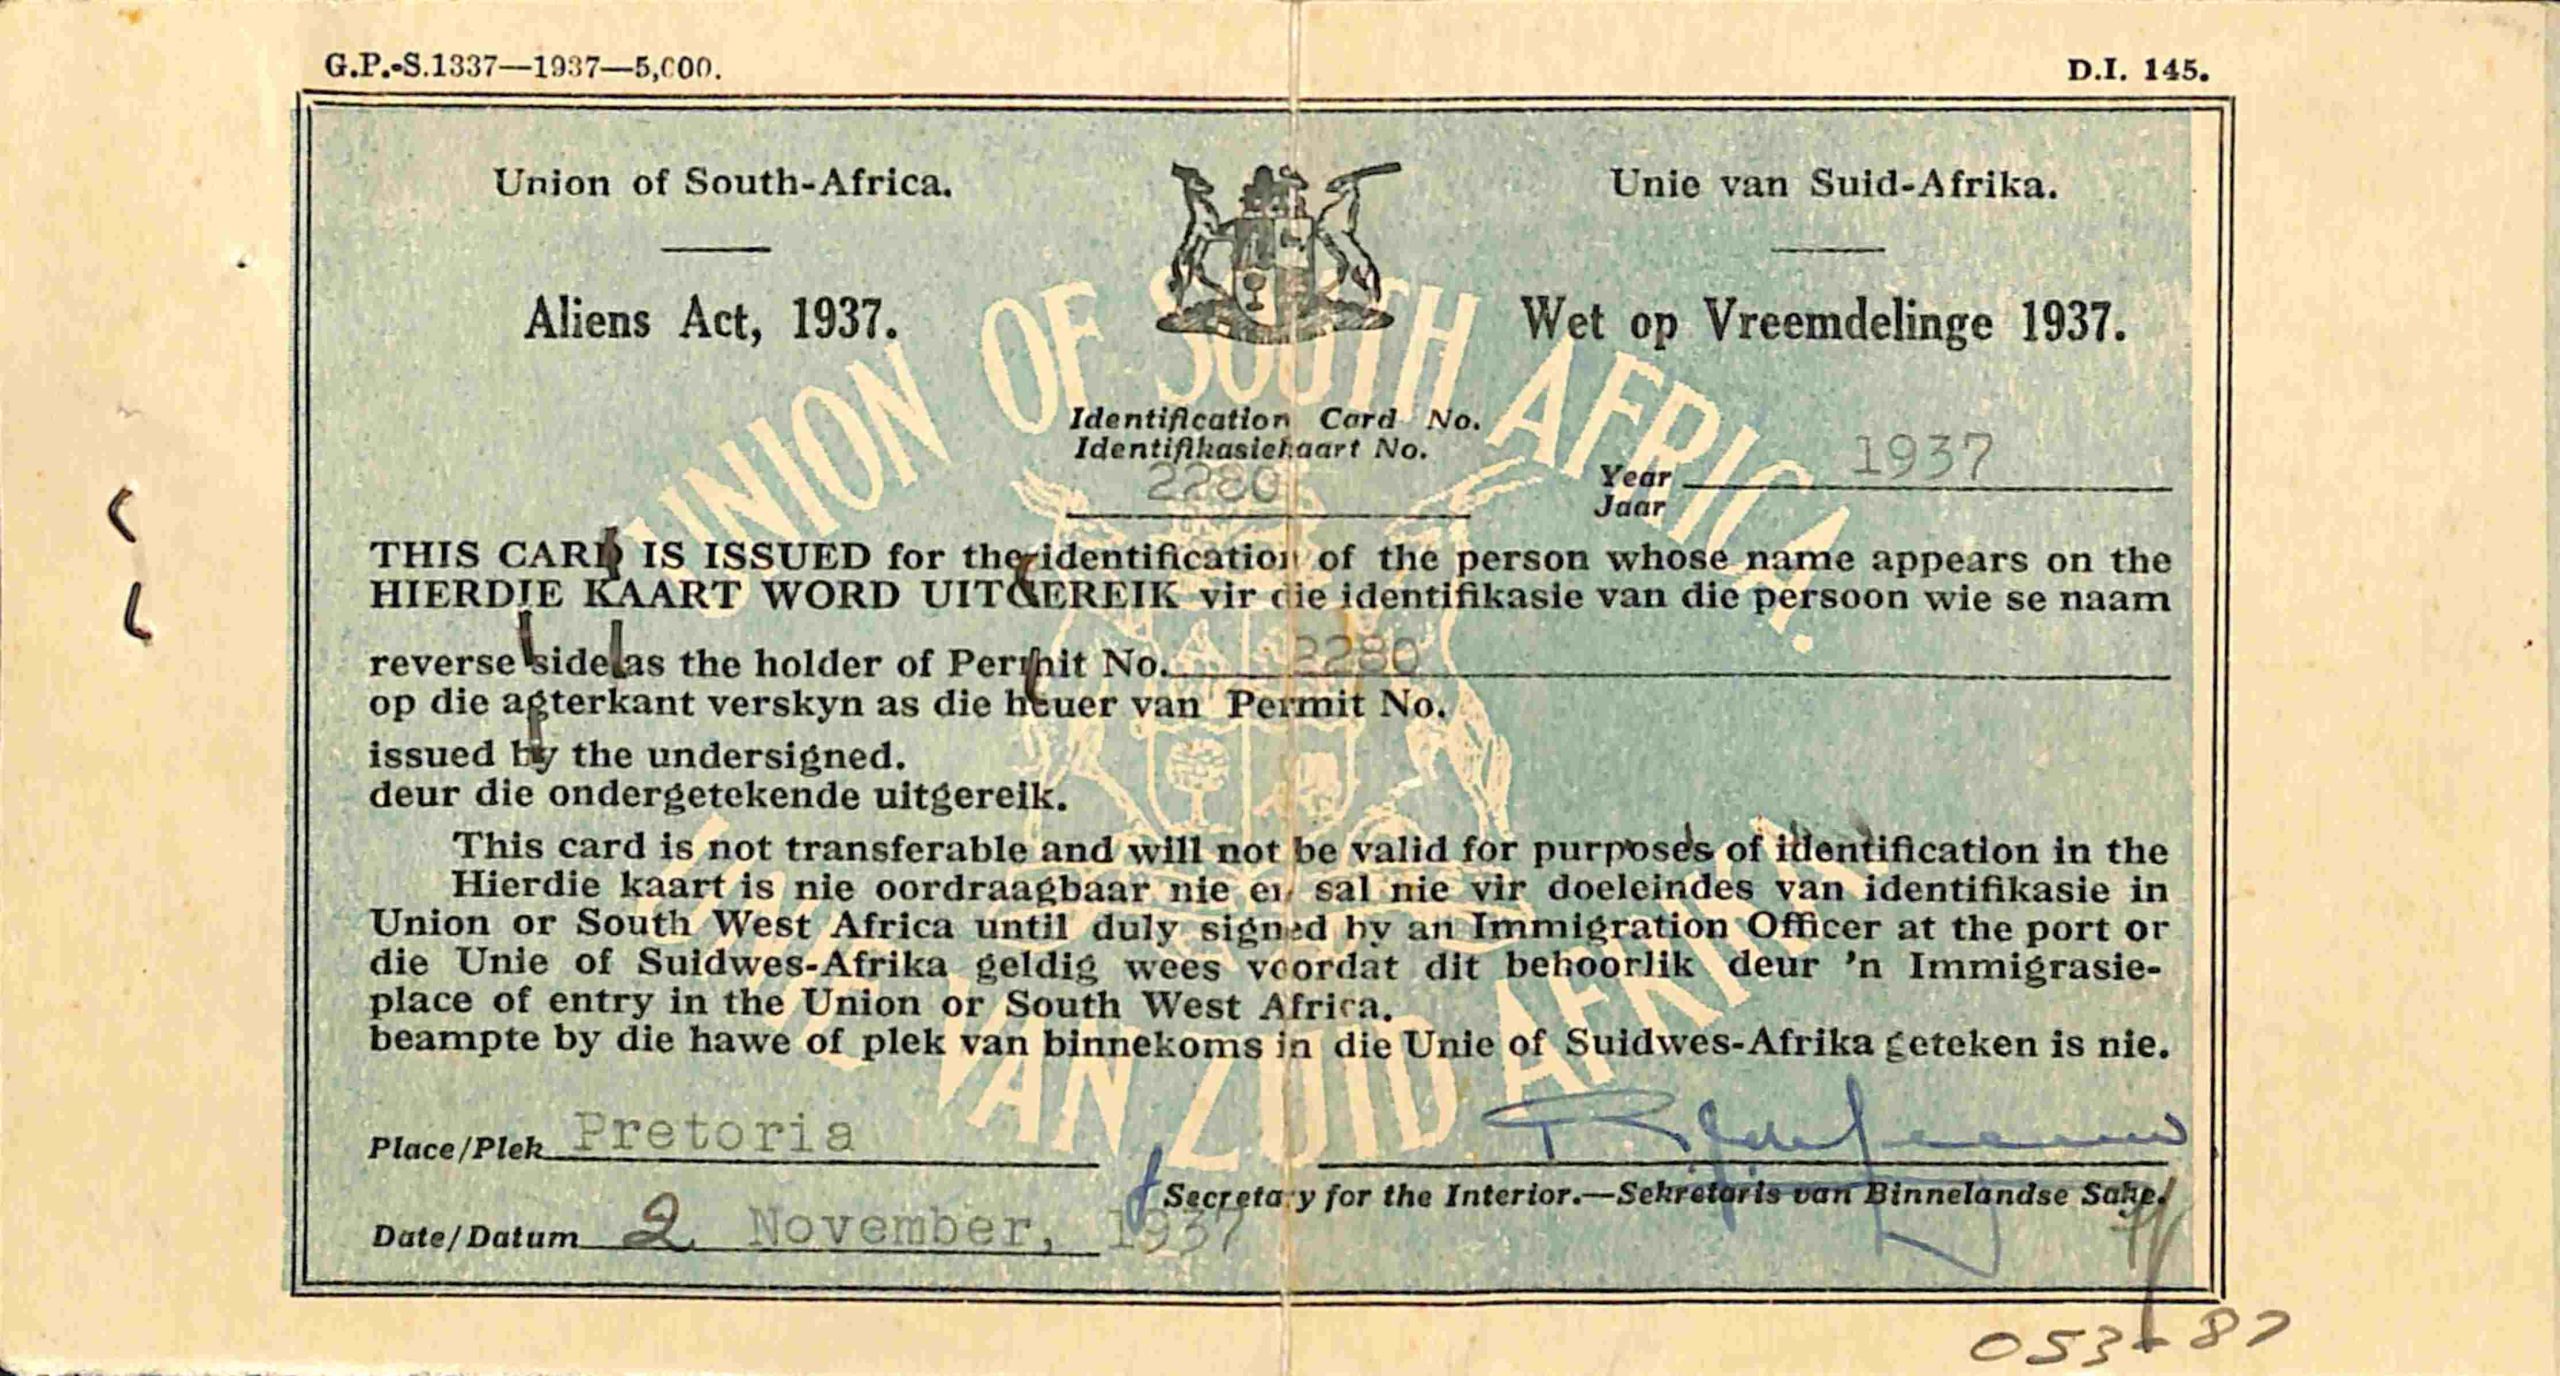 G.P.-S.1337—1937—5,000.
D.I. 145.
Union of South-Africa.
Unie van Suid-Afrika.
Aliens Act, 1937.
Wet op Vreemdelinge 1937.
UNION OF SOUTH AFRICA.
Identification Card No.
Identifikasiekaart No.
2280
Year 1937
Jaar
THIS CARD IS ISSUED for the identification of the person whose name appears on the
HIERDIE KAART WORD UITGEREIK vir die identifikasie van die persoon wie se naam
reverse side as the holder of Permit No. 2280
op die agterkant verskyn as die houer van Permit No.
issued by the undersigned.
deur die ondergetekende uitgereik.
This card is not transferable and will not be valid for purposes of identification in the
Hierdie kaart is nie oordraagbaar nie en sal nie vir doeleindes van identifikasie in
Union or South West Africa until duly signed by an Immigration Officer at the port or
die Unie of Suidwes-Afrika geldig wees voordat dit behoorlik deur 'n Immigrasie-
place of entry in the Union or South West Africa.
beampte by die hawe of plek van binnekoms in die Unie of Suidwes-Afrika geteken is nie.
UNIE VAN ZUID AFRIKA
Place/Plek Pretoria
Secretary for the Interior.—Sekretaris van Binnelandse Sake.
Date/Datum 2 November, 1937
053-87